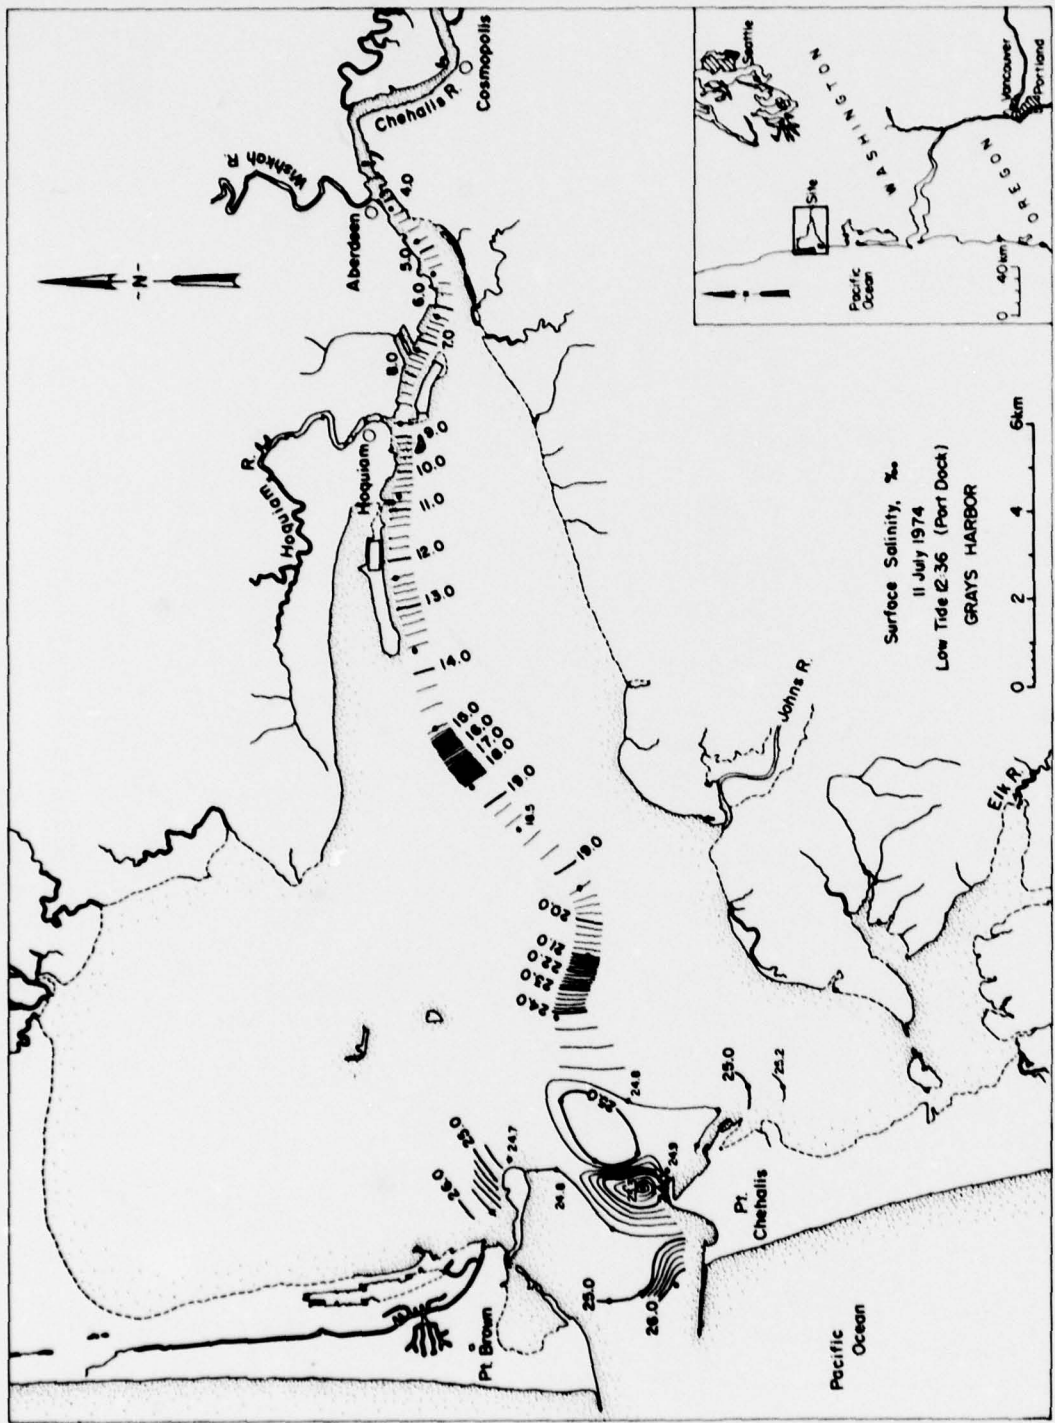 Surface Salinity, ‰
11 July 1974
Low Tide 12:36 (Port Dock)
GRAYS HARBOR
0 2 4 6km
-N-
Wishkah R.
Chehalis R.
Cosmopolis
Aberdeen
Hoquiam R.
Hoquiam
Johns R.
Elk R.
Pt. Brown
Pt. Chehalis
Pacific
Ocean
4.0
5.0
6.0
7.0
8.0
9.0
10.0
11.0
12.0
13.0
14.0
15.0
16.0
17.0
18.0
19.0
18.5
19.0
20.0
21.0
22.0
23.0
24.0
24.8
25.0
25.0
25.2
24.9
24.8
24.7
25.0
26.0
25.0
26.0
Seattle
WASHINGTON
Site
Vancouver
Portland
OREGON
Pacific
Ocean
0 40km